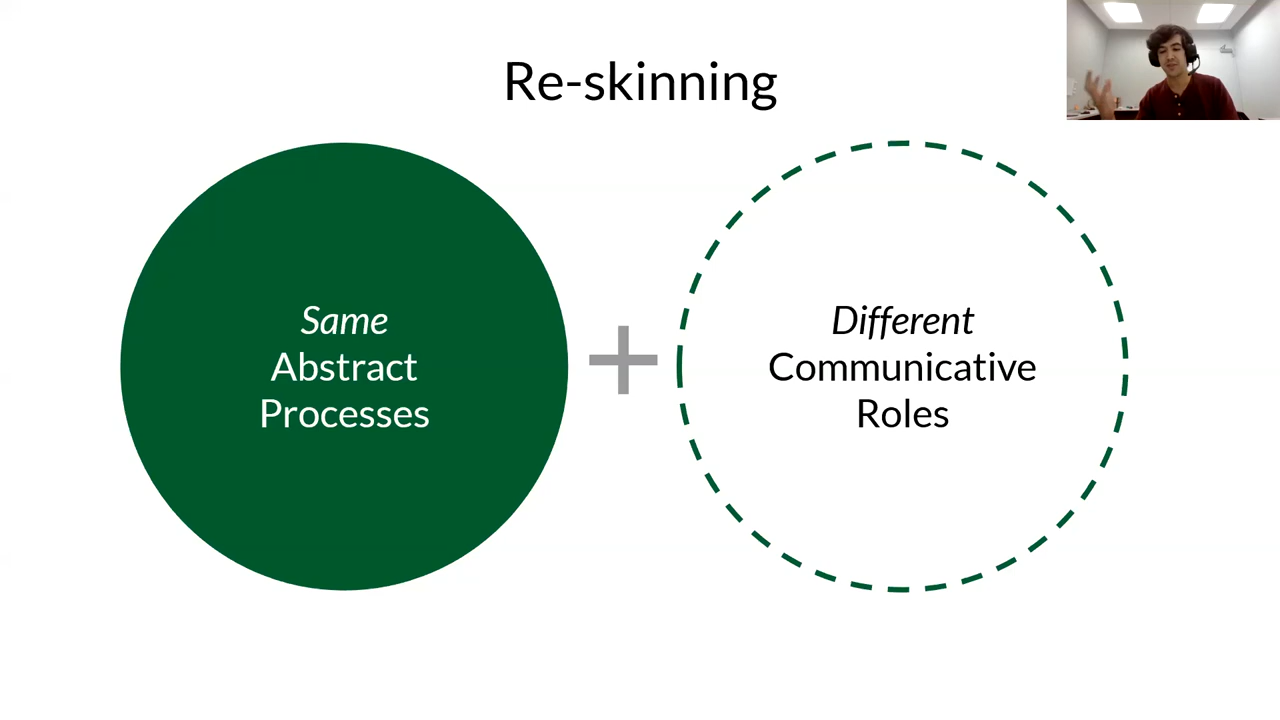 Re-skinning
Same
Abstract
Processes
+
Different
Communicative
Roles